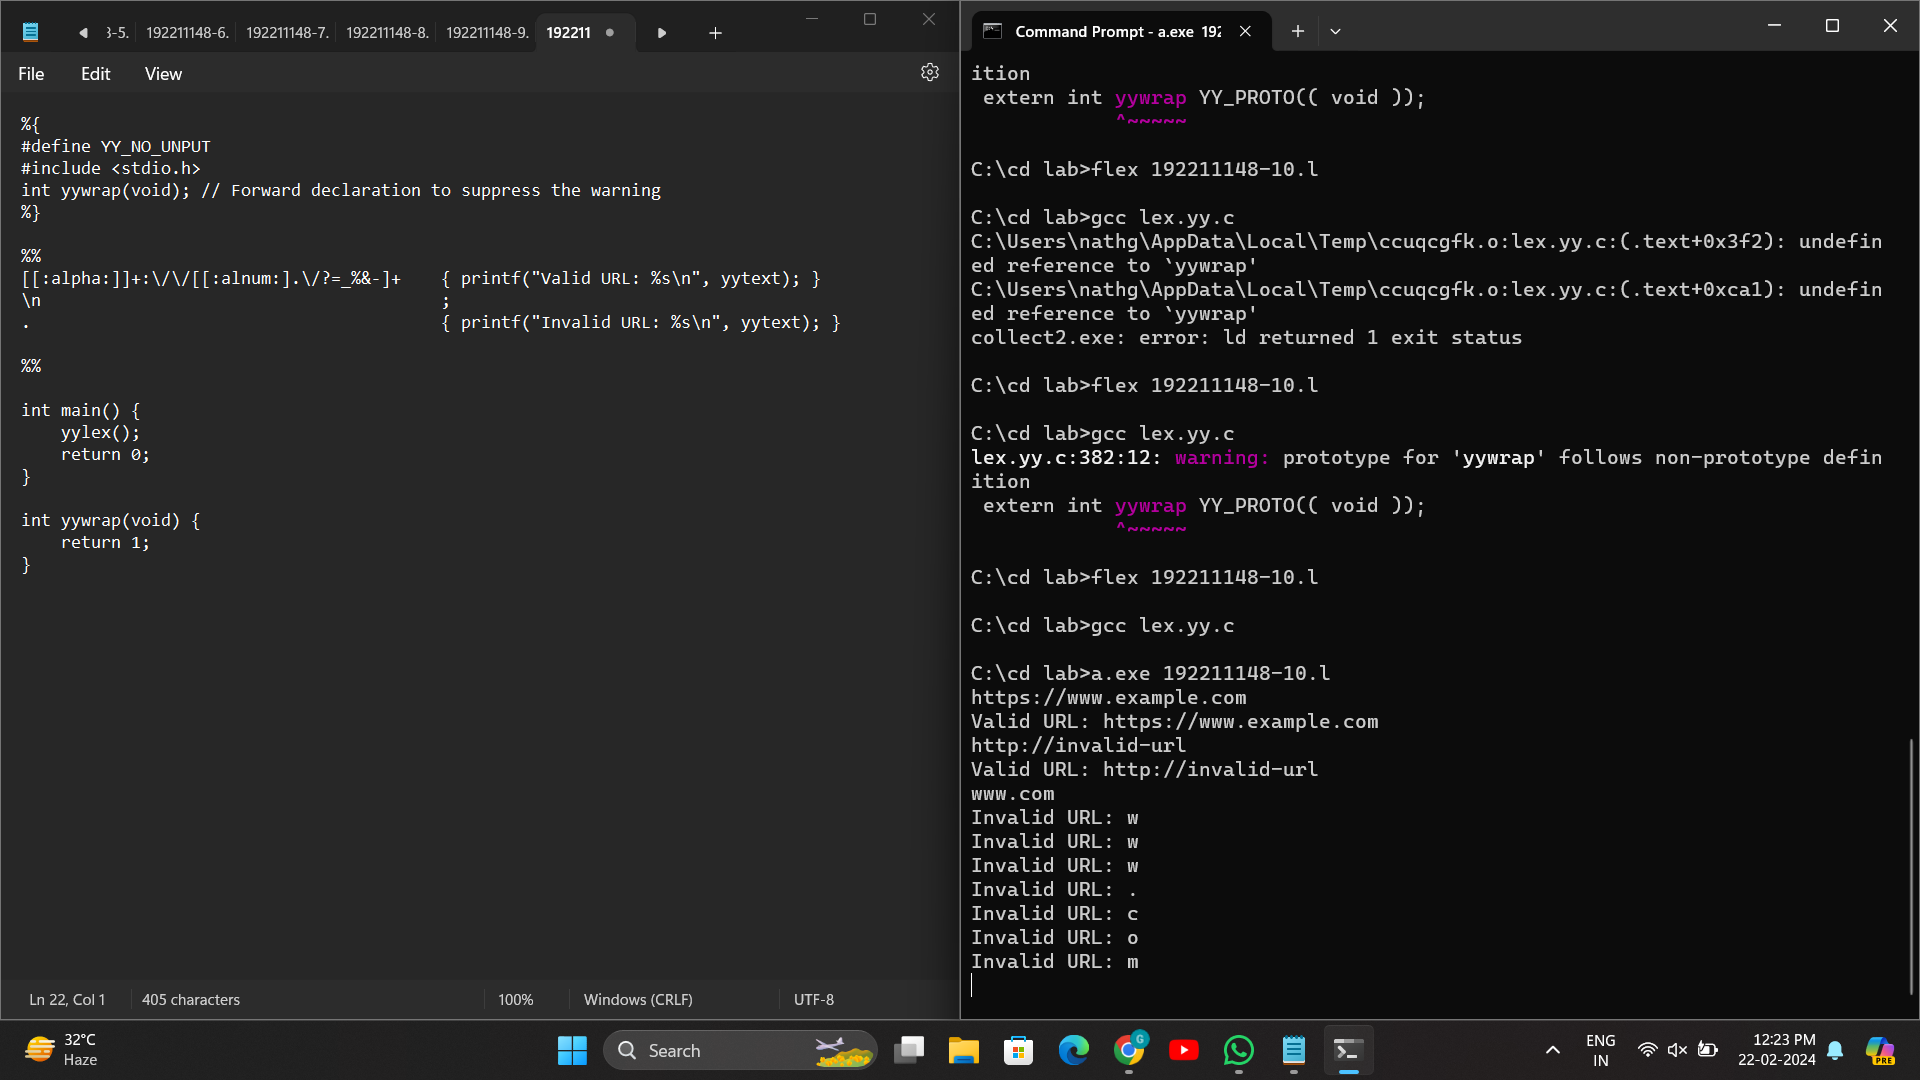 3-5.
192211148-6.
192211148-7.
192211148-8.
192211148-9.
192211
File
Edit
View
%{
#define YY_NO_UNPUT
#include <stdio.h>
int yywrap(void); // Forward declaration to suppress the warning
%}
%%
[[:alpha:]]+:\/\/[[:alnum:].\/?=_%&-]+    { printf("Valid URL: %s\n", yytext); }
\n                                        ;
.                                         { printf("Invalid URL: %s\n", yytext); }
%%
int main() {
    yylex();
    return 0;
}
int yywrap(void) {
    return 1;
}
Ln 22, Col 1
405 characters
100%
Windows (CRLF)
UTF-8
Command Prompt - a.exe 192
ition
 extern int yywrap YY_PROTO(( void ));
            ^~~~~~
C:\cd lab>flex 192211148-10.l
C:\cd lab>gcc lex.yy.c
C:\Users\nathg\AppData\Local\Temp\ccuqcgfk.o:lex.yy.c:(.text+0x3f2): undefin
ed reference to `yywrap'
C:\Users\nathg\AppData\Local\Temp\ccuqcgfk.o:lex.yy.c:(.text+0xca1): undefin
ed reference to `yywrap'
collect2.exe: error: ld returned 1 exit status
C:\cd lab>flex 192211148-10.l
C:\cd lab>gcc lex.yy.c
lex.yy.c:382:12: warning: prototype for 'yywrap' follows non-prototype defin
ition
 extern int yywrap YY_PROTO(( void ));
            ^~~~~~
C:\cd lab>flex 192211148-10.l
C:\cd lab>gcc lex.yy.c
C:\cd lab>a.exe 192211148-10.l
https://www.example.com
Valid URL: https://www.example.com
http://invalid-url
Valid URL: http://invalid-url
www.com
Invalid URL: w
Invalid URL: w
Invalid URL: w
Invalid URL: .
Invalid URL: c
Invalid URL: o
Invalid URL: m
32°C
Haze
Search
G
ENG
IN
12:23 PM
22-02-2024
PRE